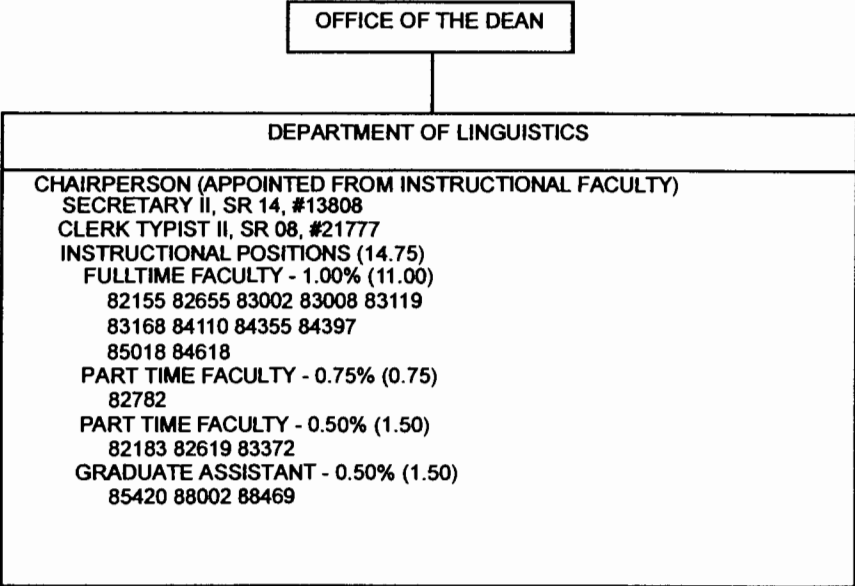 OFFICE OF THE DEAN
DEPARTMENT OF LINGUISTICS
CHAIRPERSON (APPOINTED FROM INSTRUCTIONAL FACULTY)
SECRETARY II, SR 14, #13808
CLERK TYPIST II, SR 08, #21777
INSTRUCTIONAL POSITIONS (14.75)
FULLTIME FACULTY - 1.00% (11.00)
82155 82655 83002 83008 83119
83168 84110 84355 84397
85018 84618
PART TIME FACULTY - 0.75% (0.75)
82782
PART TIME FACULTY - 0.50% (1.50)
82183 82619 83372
GRADUATE ASSISTANT - 0.50% (1.50)
85420 88002 88469